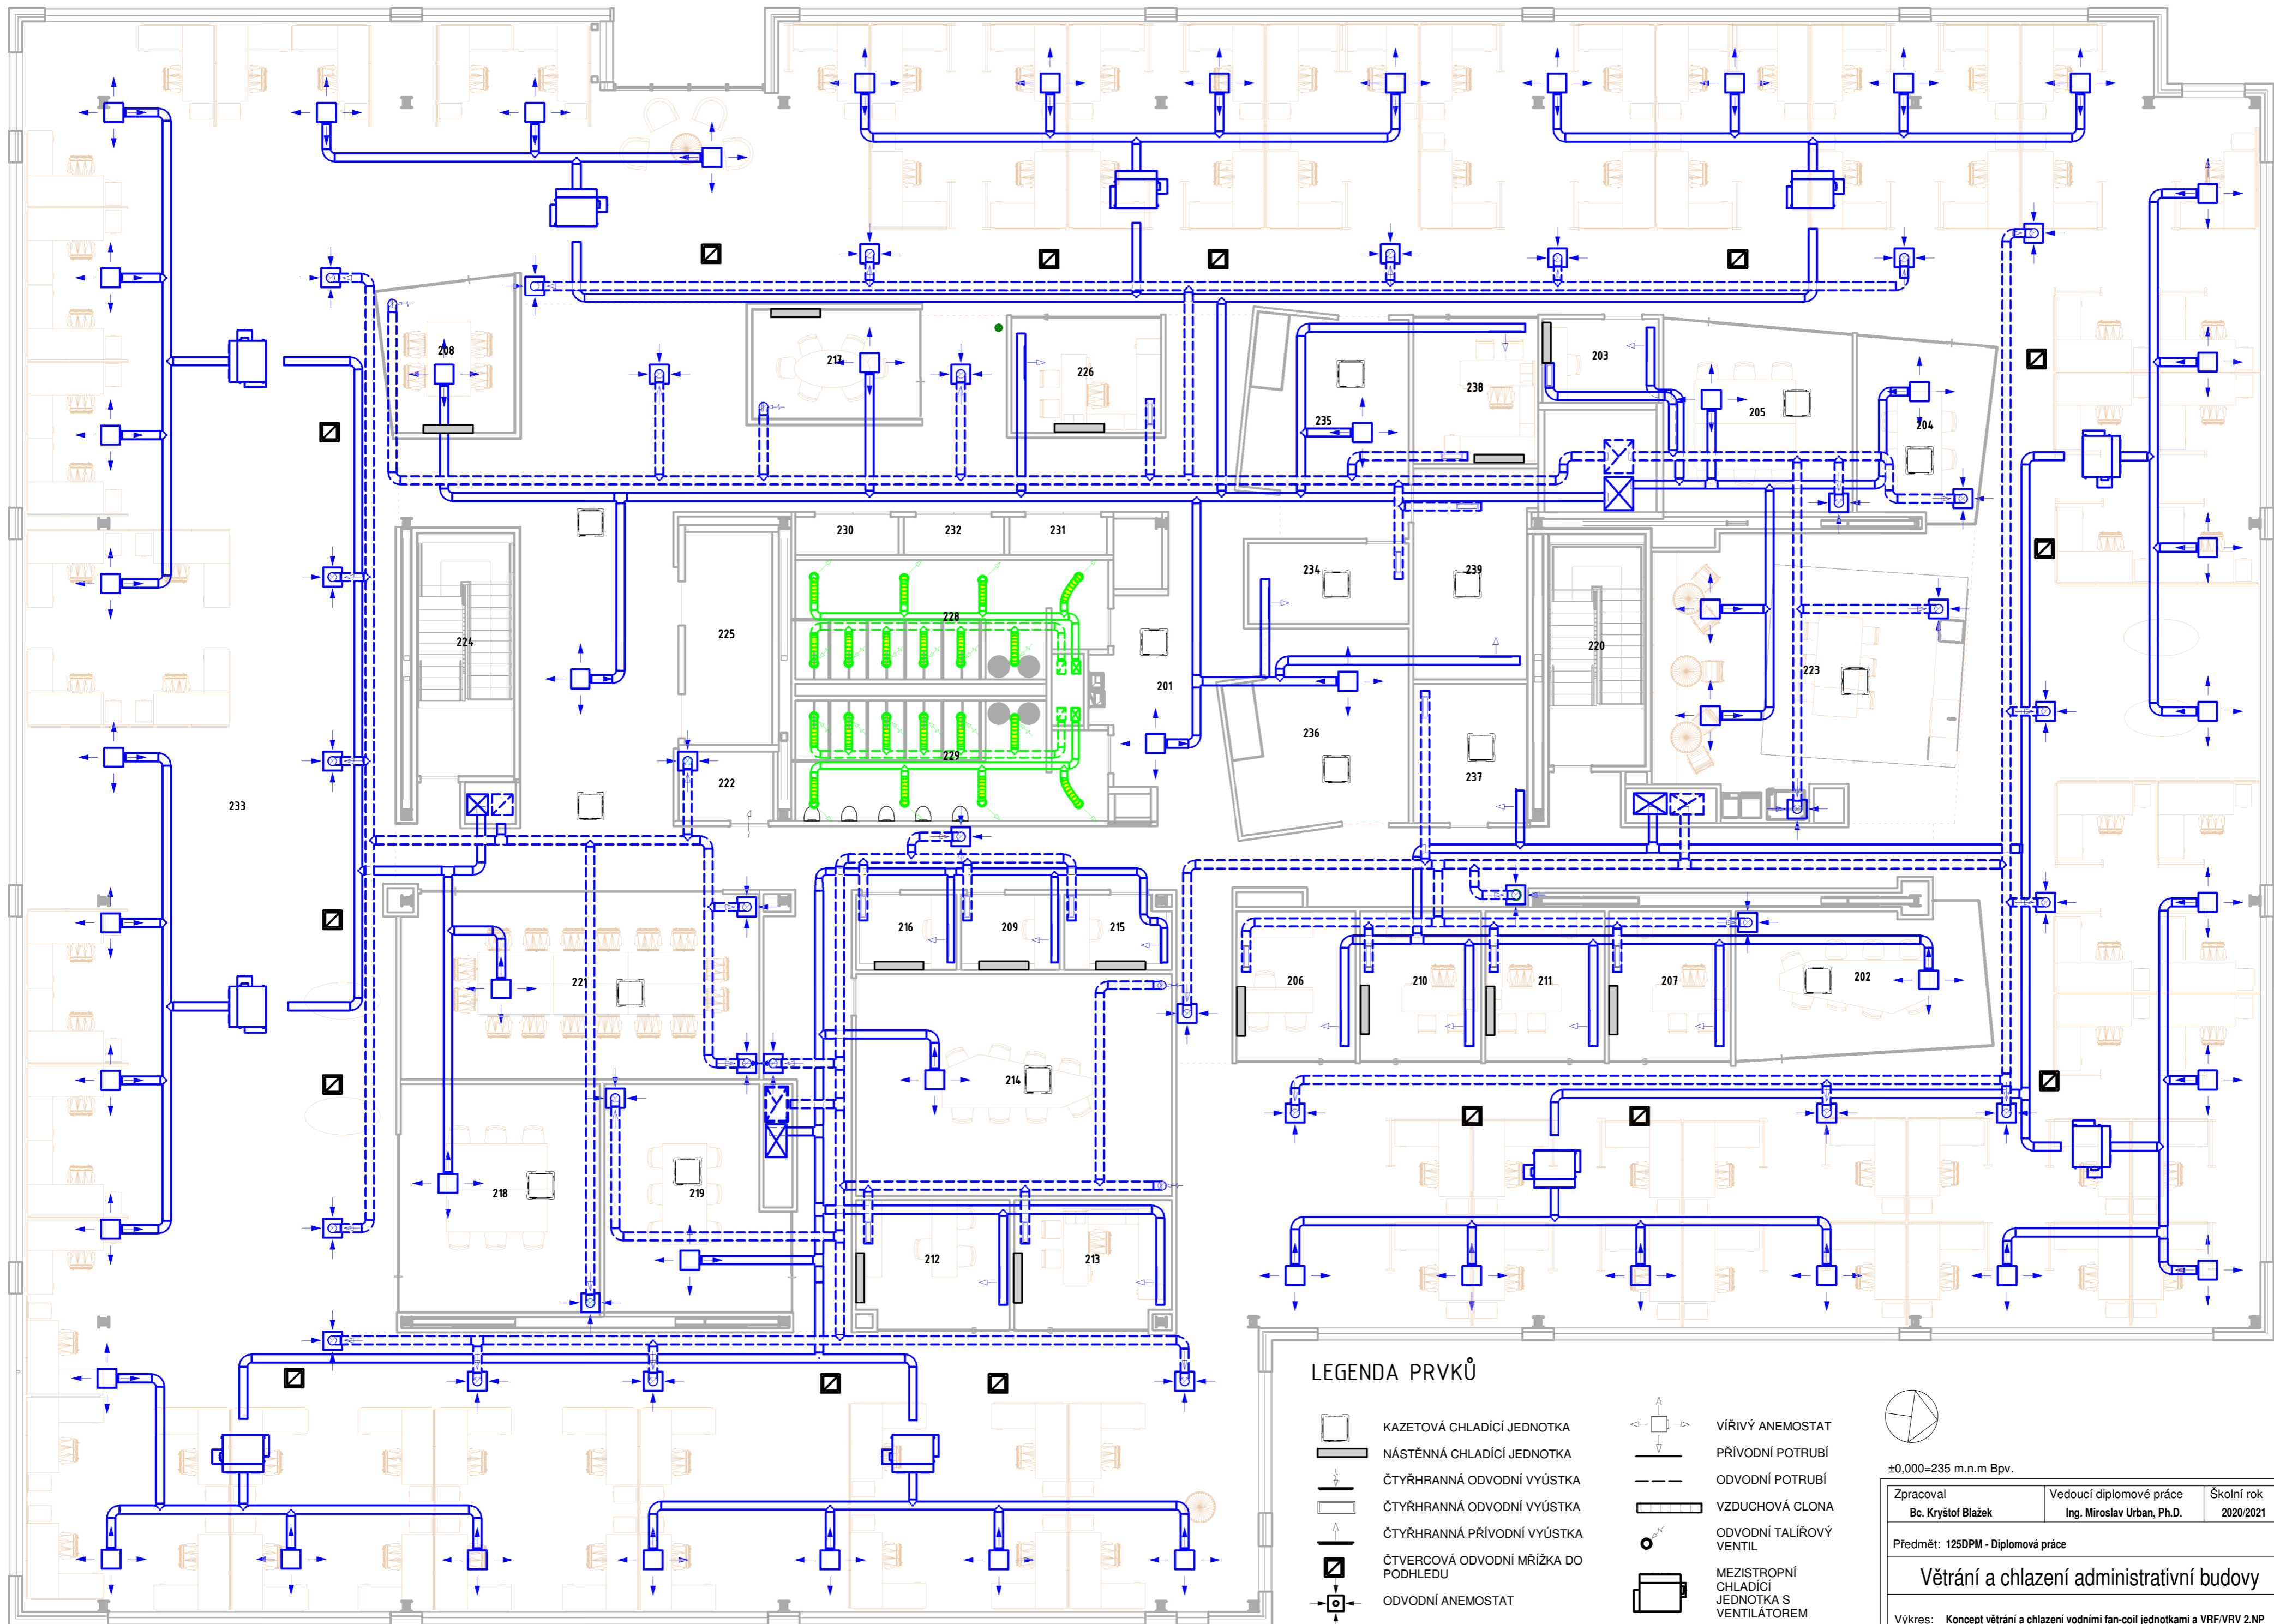 208
217
226
238
203
205
204
235
230
232
231
234
239
228
224
225
220
223
201
236
237
229
222
233
216
209
215
221
206
210
211
207
202
214
218
219
212
213
LEGENDA PRVKŮ
KAZETOVÁ CHLADÍCÍ JEDNOTKA
NÁSTĚNNÁ CHLADÍCÍ JEDNOTKA
ČTYŘHRANNÁ ODVODNÍ VYÚSTKA
ČTYŘHRANNÁ ODVODNÍ VYÚSTKA
ČTYŘHRANNÁ PŘÍVODNÍ VYÚSTKA
ČTVERCOVÁ ODVODNÍ MŘÍŽKA DO
PODHLEDU
ODVODNÍ ANEMOSTAT
VÍŘIVÝ ANEMOSTAT
PŘÍVODNÍ POTRUBÍ
ODVODNÍ POTRUBÍ
VZDUCHOVÁ CLONA
ODVODNÍ TALÍŘOVÝ
VENTIL
MEZISTROPNÍ
CHLADÍCÍ
JEDNOTKA S
VENTILÁTOREM
±0,000=235 m.n.m Bpv.
Zpracoval
Bc. Kryštof Blažek
Vedoucí diplomové práce
Ing. Miroslav Urban, Ph.D.
Školní rok
2020/2021
Předmět: 125DPM - Diplomová práce
Větrání a chlazení administrativní budovy
Výkres: Koncept větrání a chlazení vodními fan-coil jednotkami a VRF/VRV 2.NP